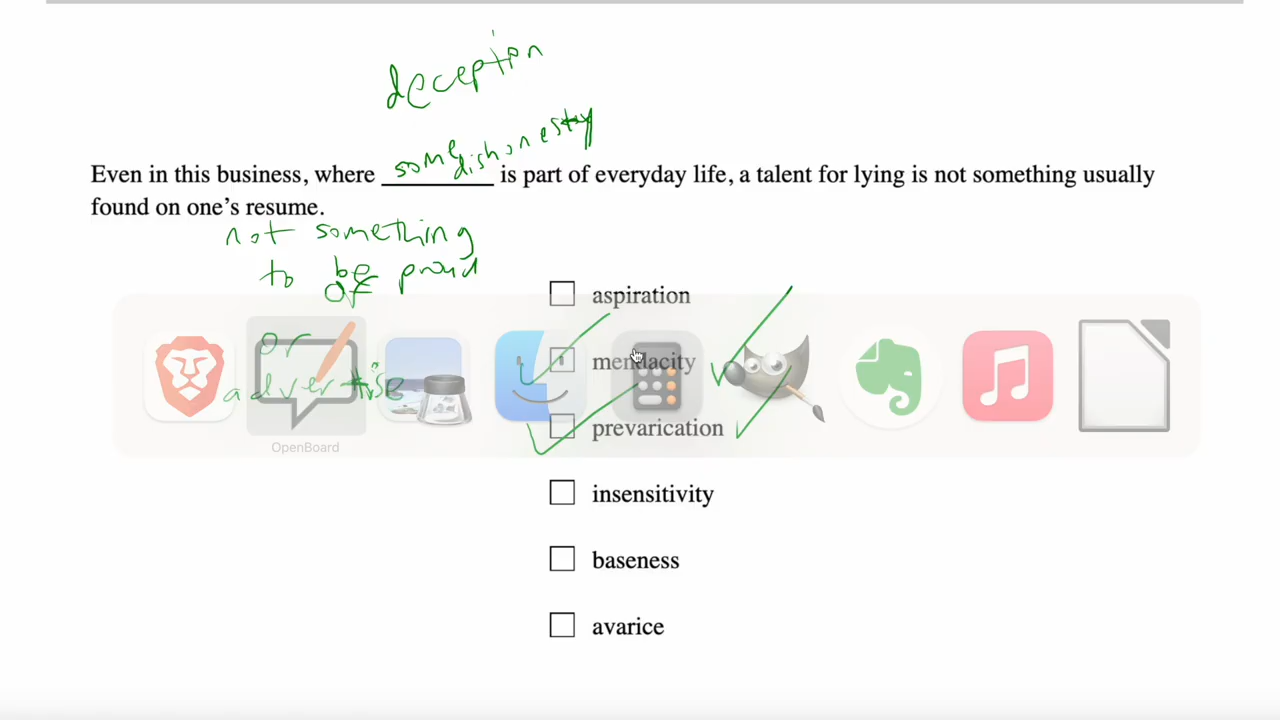 deception
some dishonesty
Even in this business, where ________ is part of everyday life, a talent for lying is not something usually
found on one's resume.
not something
to be proud
of
aspiration
or
mendacity
advertise
prevarication
OpenBoard
insensitivity
baseness
avarice